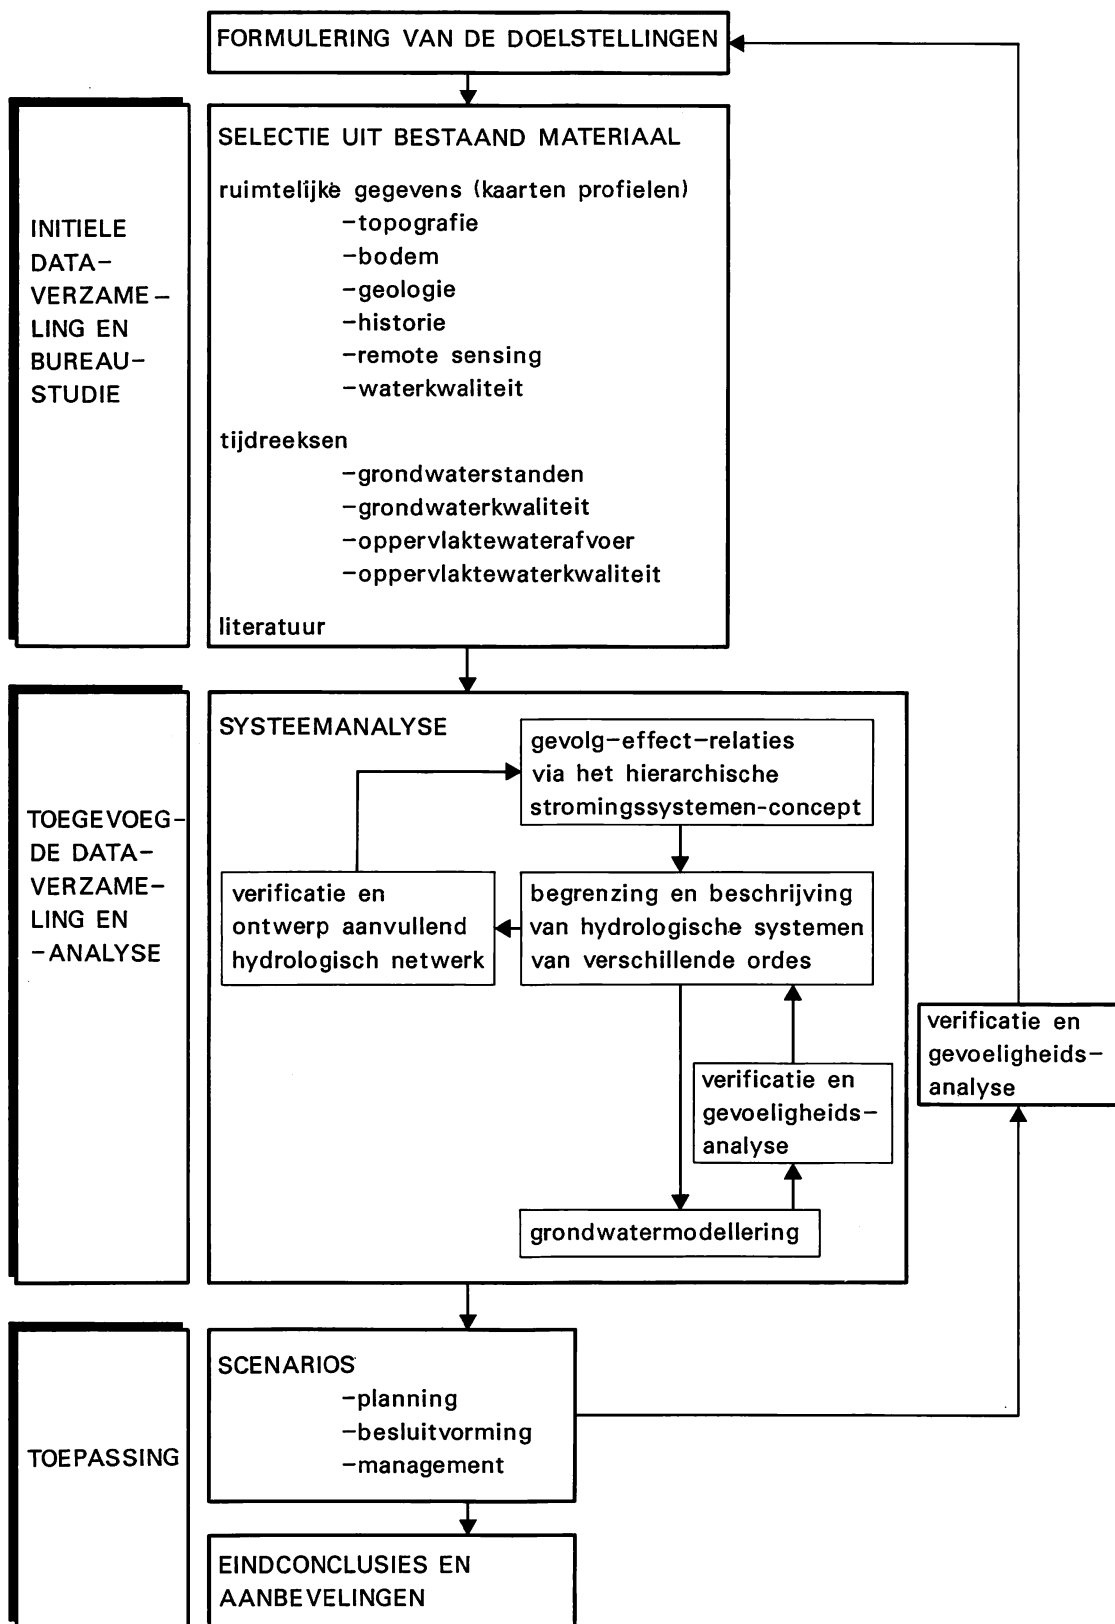 FORMULERING VAN DE DOELSTELLINGEN
INITIELE
DATA-
VERZAME-
LING EN
BUREAU-
STUDIE
SELECTIE UIT BESTAAND MATERIAAL
ruimtelijke gegevens (kaarten profielen)
-topografie
-bodem
-geologie
-historie
-remote sensing
-waterkwaliteit
tijdreeksen
-grondwaterstanden
-grondwaterkwaliteit
-oppervlaktewaterafvoer
-oppervlaktewaterkwaliteit
literatuur
TOEGEVOEG-
DE DATA-
VERZAME-
LING EN
-ANALYSE
SYSTEEMANALYSE
gevolg-effect-relaties
via het hierarchische
stromingssystemen-concept
verificatie en
ontwerp aanvullend
hydrologisch netwerk
begrenzing en beschrijving
van hydrologische systemen
van verschillende ordes
verificatie en
gevoeligheids-
analyse
grondwatermodellering
verificatie en
gevoeligheids-
analyse
TOEPASSING
SCENARIOS
-planning
-besluitvorming
-management
EINDCONCLUSIES EN
AANBEVELINGEN